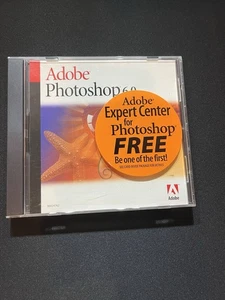 Adobe
Photoshop 6.0
Adobe
Expert Center
for
Photoshop
FREE
Be one of the first!
Adobe